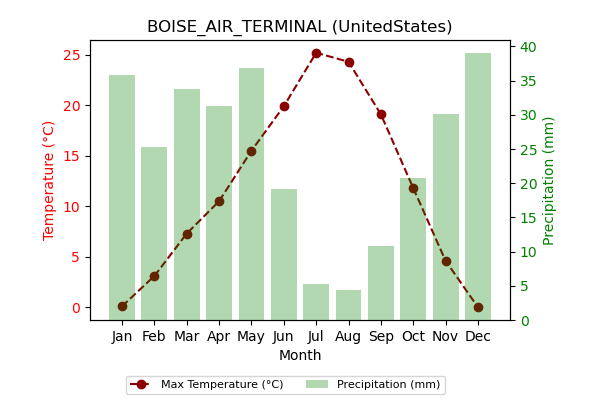 BOISE_AIR_TERMINAL (UnitedStates)
Temperature (°C)
25
20
15
10
5
0
40
35
30
25
20
15
10
5
0
Precipitation (mm)
Jan Feb Mar Apr May Jun Jul Aug Sep Oct Nov Dec
Month
Max Temperature (°C) Precipitation (mm)